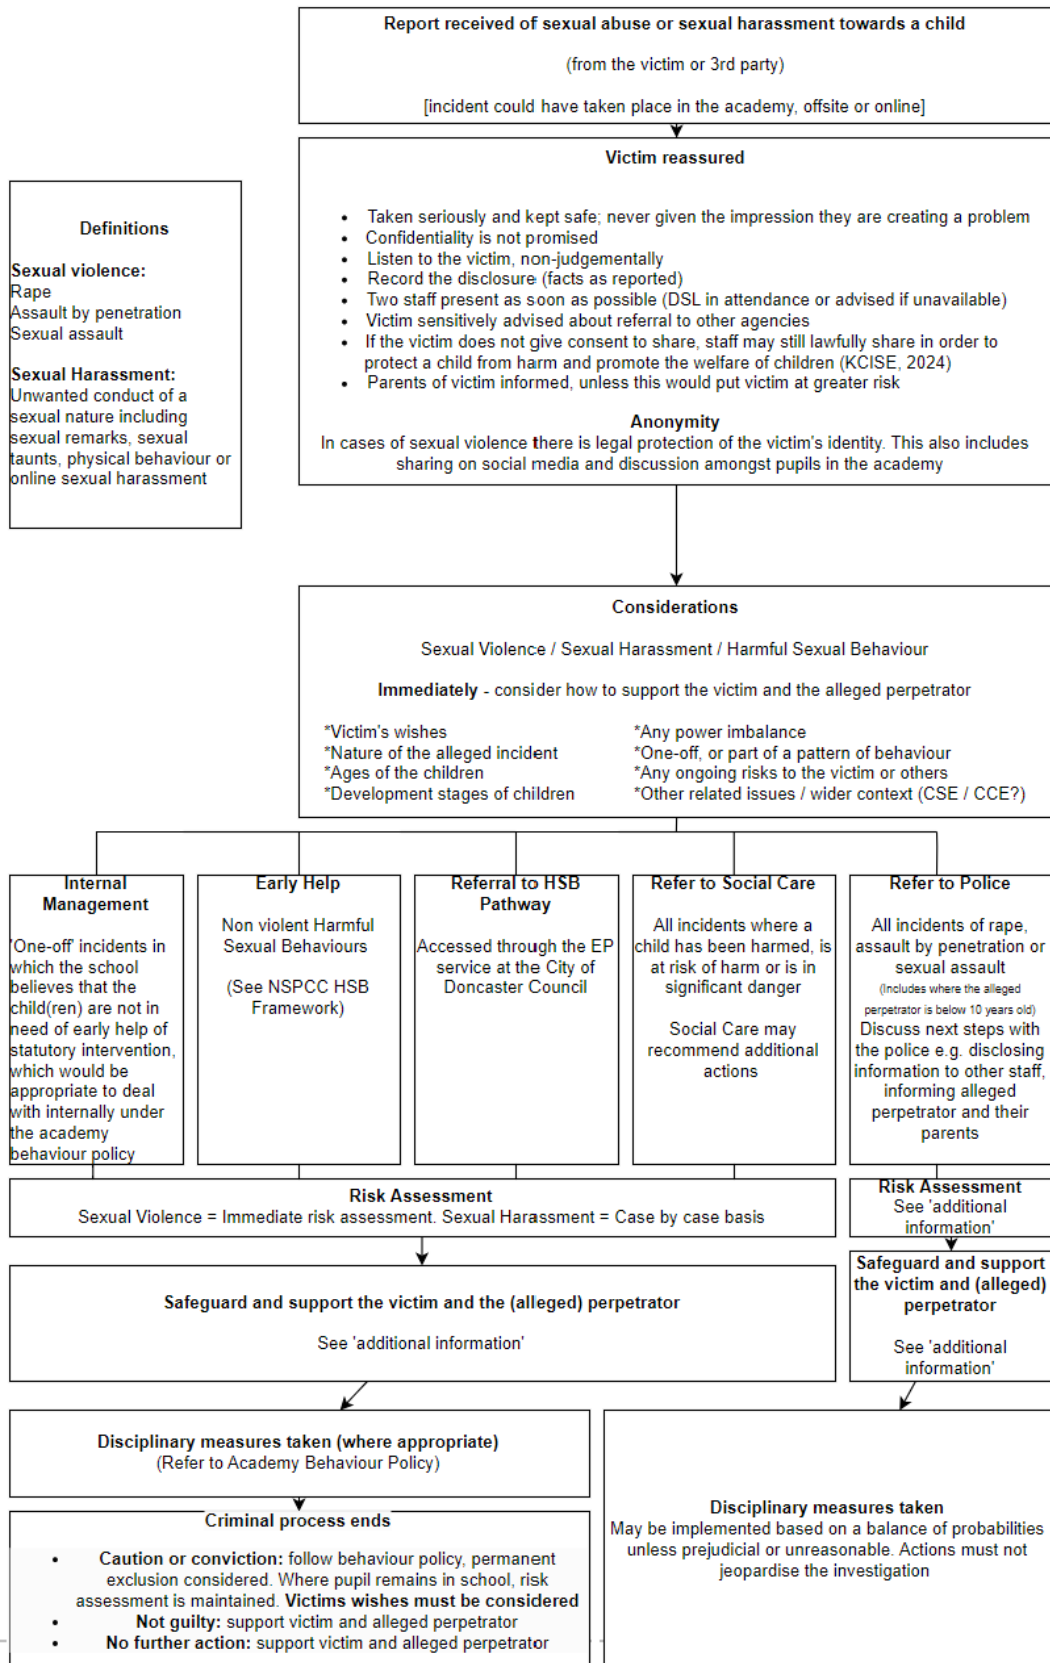 Report received of sexual abuse or sexual harassment towards a child
(from the victim or 3rd party)
[incident could have taken place in the academy, offsite or online]
Victim reassured
• Taken seriously and kept safe; never given the impression they are creating a problem
• Confidentiality is not promised
• Listen to the victim, non-judgementally
• Record the disclosure (facts as reported)
• Two staff present as soon as possible (DSL in attendance or advised if unavailable)
• Victim sensitively advised about referral to other agencies
• If the victim does not give consent to share, staff may still lawfully share in order to
protect a child from harm and promote the welfare of children (KCISE, 2024)
• Parents of victim informed, unless this would put victim at greater risk
Anonymity
In cases of sexual violence there is legal protection of the victim's identity. This also includes
sharing on social media and discussion amongst pupils in the academy
Definitions
Sexual violence:
Rape
Assault by penetration
Sexual assault
Sexual Harassment:
Unwanted conduct of a
sexual nature including
sexual remarks, sexual
taunts, physical behaviour or
online sexual harassment
Considerations
Sexual Violence / Sexual Harassment / Harmful Sexual Behaviour
Immediately - consider how to support the victim and the alleged perpetrator
*Victim's wishes
*Nature of the alleged incident
*Ages of the children
*Development stages of children
*Any power imbalance
*One-off, or part of a pattern of behaviour
*Any ongoing risks to the victim or others
*Other related issues / wider context (CSE / CCE?)
Internal
Management
'One-off' incidents in
which the school
believes that the
child(ren) are not in
need of early help of
statutory intervention,
which would be
appropriate to deal
with internally under
the academy
behaviour policy
Early Help
Non violent Harmful
Sexual Behaviours
(See NSPCC HSB
Framework)
Referral to HSB
Pathway
Accessed through the EP
service at the City of
Doncaster Council
Refer to Social Care
All incidents where a
child has been harmed, is
at risk of harm or is in
significant danger
Social Care may
recommend additional
actions
Refer to Police
All incidents of rape,
assault by penetration or
sexual assault
(Includes where the alleged
perpetrator is below 10 years old)
Discuss next steps with
the police e.g. disclosing
information to other staff,
informing alleged
perpetrator and their
parents
Risk Assessment
Sexual Violence = Immediate risk assessment. Sexual Harassment = Case by case basis
Risk Assessment
See 'additional
information'
Safeguard and support the victim and the (alleged) perpetrator
See 'additional information'
Safeguard and support
the victim and (alleged)
perpetrator
See 'additional
information'
Disciplinary measures taken (where appropriate)
(Refer to Academy Behaviour Policy)
Criminal process ends
• Caution or conviction: follow behaviour policy, permanent
exclusion considered. Where pupil remains in school, risk
assessment is maintained. Victims wishes must be considered
• Not guilty: support victim and alleged perpetrator
• No further action: support victim and alleged perpetrator
Disciplinary measures taken
May be implemented based on a balance of probabilities
unless prejudicial or unreasonable. Actions must not
jeopardise the investigation